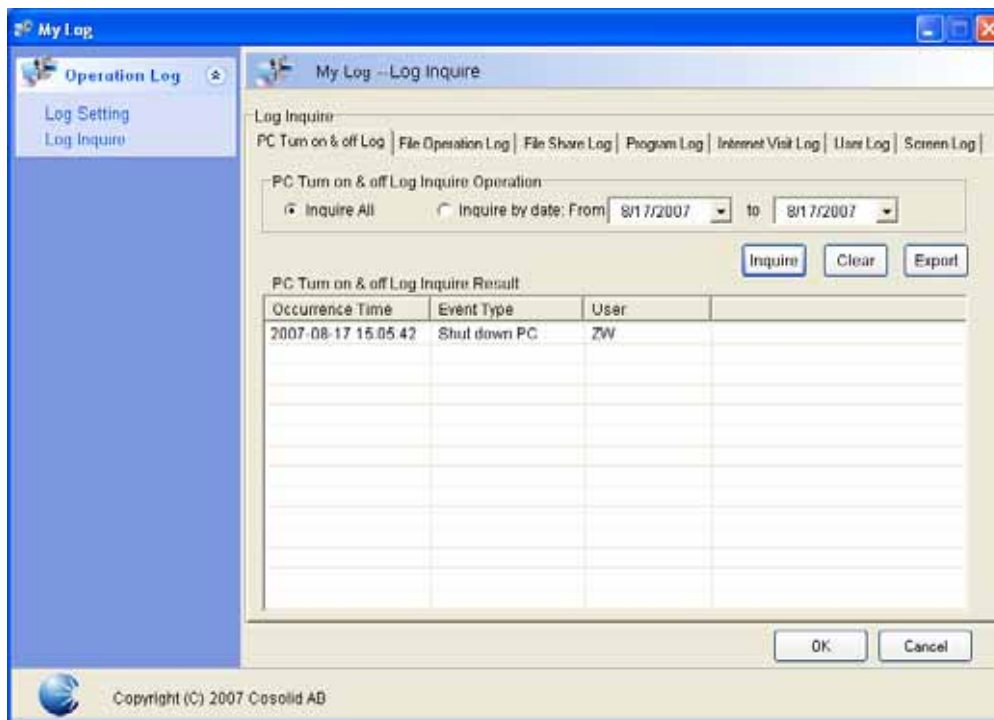 My Log
Operation Log
Log Setting
Log Inquire
My Log -- Log Inquire
Log Inquire
PC Turn on & off Log File Operation Log File Share Log Program Log Internet Visit Log User Log Screen Log
PC Turn on & off Log Inquire Operation
Inquire All Inquire by date: From 8/17/2007 to 8/17/2007
Inquire Clear Export
PC Turn on & off Log Inquire Result
Occurrence Time Event Type User
2007-08-17 15:05:42 Shut down PC ZW
OK Cancel
Copyright (C) 2007 Cosolid AB